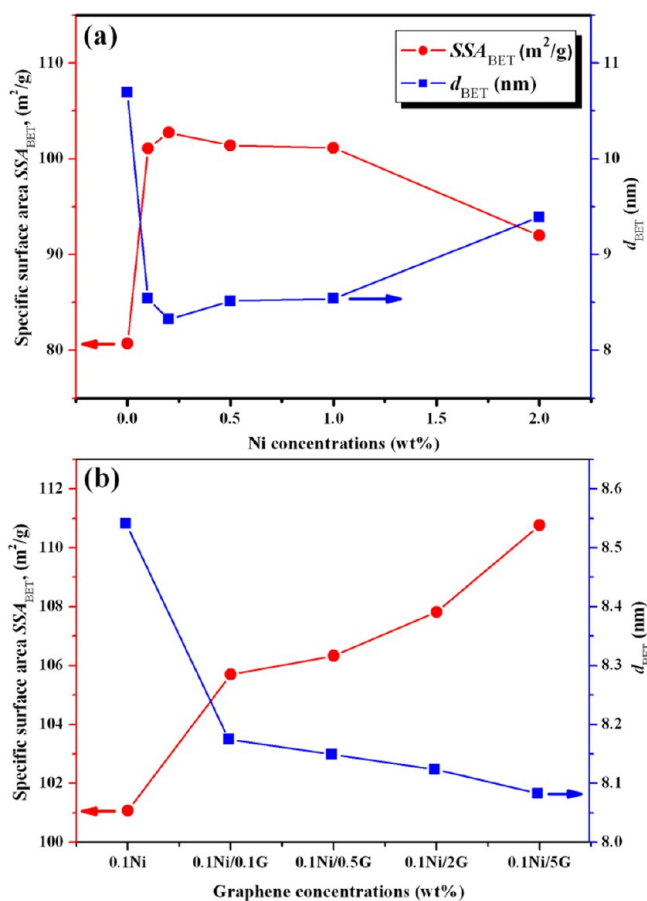 (a)
SSA_BET (m²/g)
d_BET (nm)
115
110
100
90
80
Specific surface area SSA_BET, (m²/g)
11
10
9
8
d_BET (nm)
0.0 0.5 1.0 1.5 2.0
Ni concentrations (wt%)
(b)
112
110
108
106
104
102
100
Specific surface area SSA_BET, (m²/g)
8.6
8.5
8.4
8.3
8.2
8.1
8.0
d_BET (nm)
0.1Ni 0.1Ni/0.1G 0.1Ni/0.5G 0.1Ni/2G 0.1Ni/5G
Graphene concentrations (wt%)